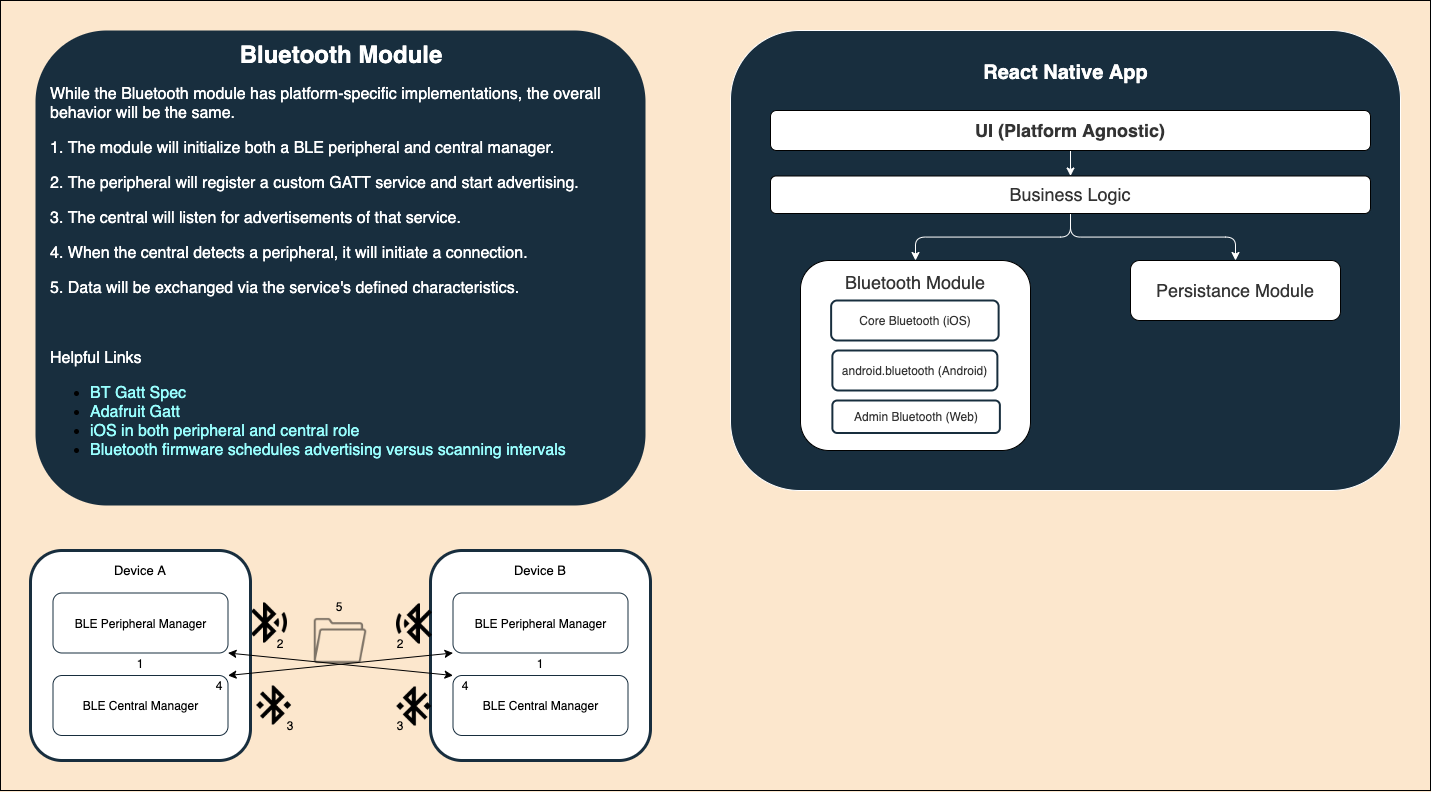 Bluetooth Module
While the Bluetooth module has platform-specific implementations, the overall
behavior will be the same.
1. The module will initialize both a BLE peripheral and central manager.
2. The peripheral will register a custom GATT service and start advertising.
3. The central will listen for advertisements of that service.
4. When the central detects a peripheral, it will initiate a connection.
5. Data will be exchanged via the service's defined characteristics.
Helpful Links
BT Gatt Spec
Adafruit Gatt
iOS in both peripheral and central role
Bluetooth firmware schedules advertising versus scanning intervals
React Native App
UI (Platform Agnostic)
Business Logic
Bluetooth Module
Core Bluetooth (iOS)
android.bluetooth (Android)
Admin Bluetooth (Web)
Persistance Module
Device A
BLE Peripheral Manager
1
4
BLE Central Manager
2
3
5
Device B
2
BLE Peripheral Manager
1
4
BLE Central Manager
3